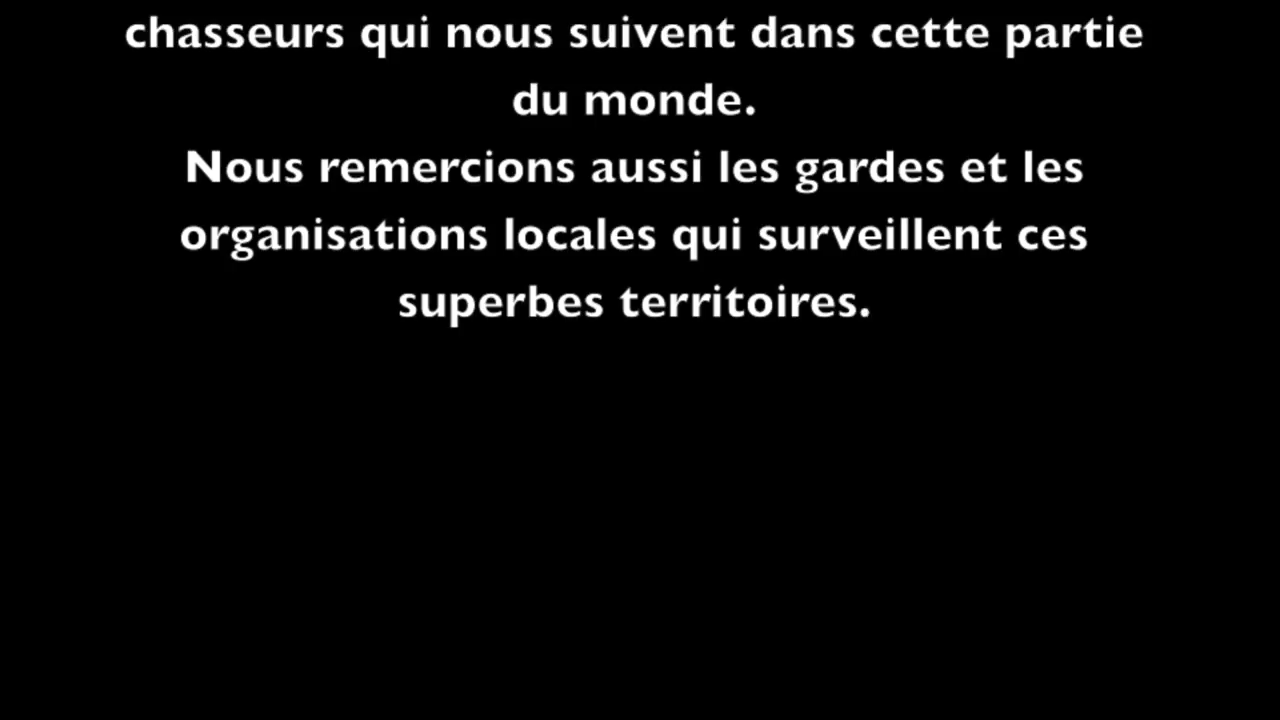 chasseurs qui nous suivent dans cette partie
du monde.
Nous remercions aussi les gardes et les
organisations locales qui surveillent ces
superbes territoires.